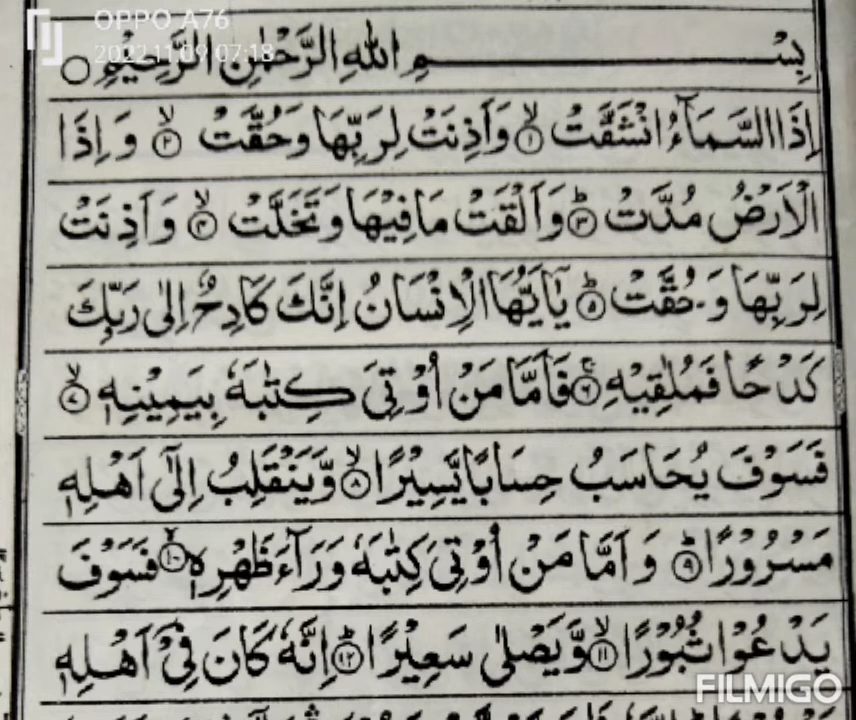 OPPO A76
2022.11.09 07:18
بِسْمِ اللهِ الرَّحْمٰنِ الرَّحِيْمِ ○
اِذَا السَّمَآءُ انْشَقَّتْ ۙ﴿۱﴾ وَاَذِنَتْ لِرَبِّهَا وَحُقَّتْ ۙ﴿۲﴾ وَ اِذَا
الْاَرْضُ مُدَّتْ ؕ﴿۳﴾ وَاَلْقَتْ مَا فِيْهَا وَتَخَلَّتْ ۙ﴿۴﴾ وَاَذِنَتْ
لِرَبِّهَا وَحُقَّتْ ؕ﴿۵﴾ يٰۤاَيُّهَا الْاِنْسَانُ اِنَّكَ كَادِحٌ اِلٰى رَبِّكَ
كَدْحًا فَمُلٰقِيْهِ ۚ﴿۶﴾ فَاَمَّا مَنْ اُوْتِىَ كِتٰبَهٗ بِيَمِيْنِهٖ ۙ﴿۷﴾
فَسَوْفَ يُحَاسَبُ حِسَابًا يَّسِيْرًا ۙ﴿۸﴾ وَّيَنْقَلِبُ اِلٰٓى اَهْلِهٖ
مَسْرُوْرًا ؕ﴿۹﴾ وَ اَمَّا مَنْ اُوْتِىَ كِتٰبَهٗ وَرَآءَ ظَهْرِهٖ ۙ﴿۱۰﴾ فَسَوْفَ
يَدْعُوْا ثُبُوْرًا ۙ﴿۱۱﴾ وَّيَصْلٰى سَعِيْرًا ؕ﴿۱۲﴾ اِنَّهٗ كَانَ فِىْۤ اَهْلِهٖ
FILMIGO